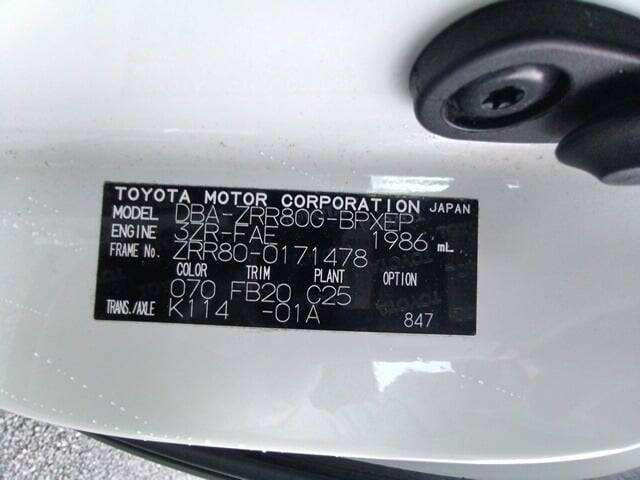 TOYOTA MOTOR CORPORATION JAPAN
MODEL DBA-ZRR80G-BPXEP
ENGINE 3ZR-FAE 1986 mL
FRAME No. ZRR80-0171478
COLOR TRIM PLANT OPTION
070 FB20 C25
TRANS./AXLE K114 -01A 847